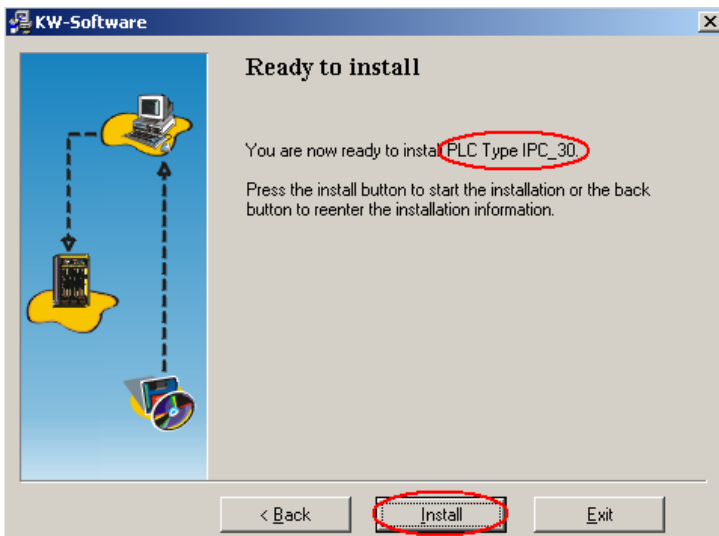 KW-Software
Ready to install
You are now ready to install PLC Type IPC_30.
Press the install button to start the installation or the back
button to reenter the installation information.
< Back
Install
Exit